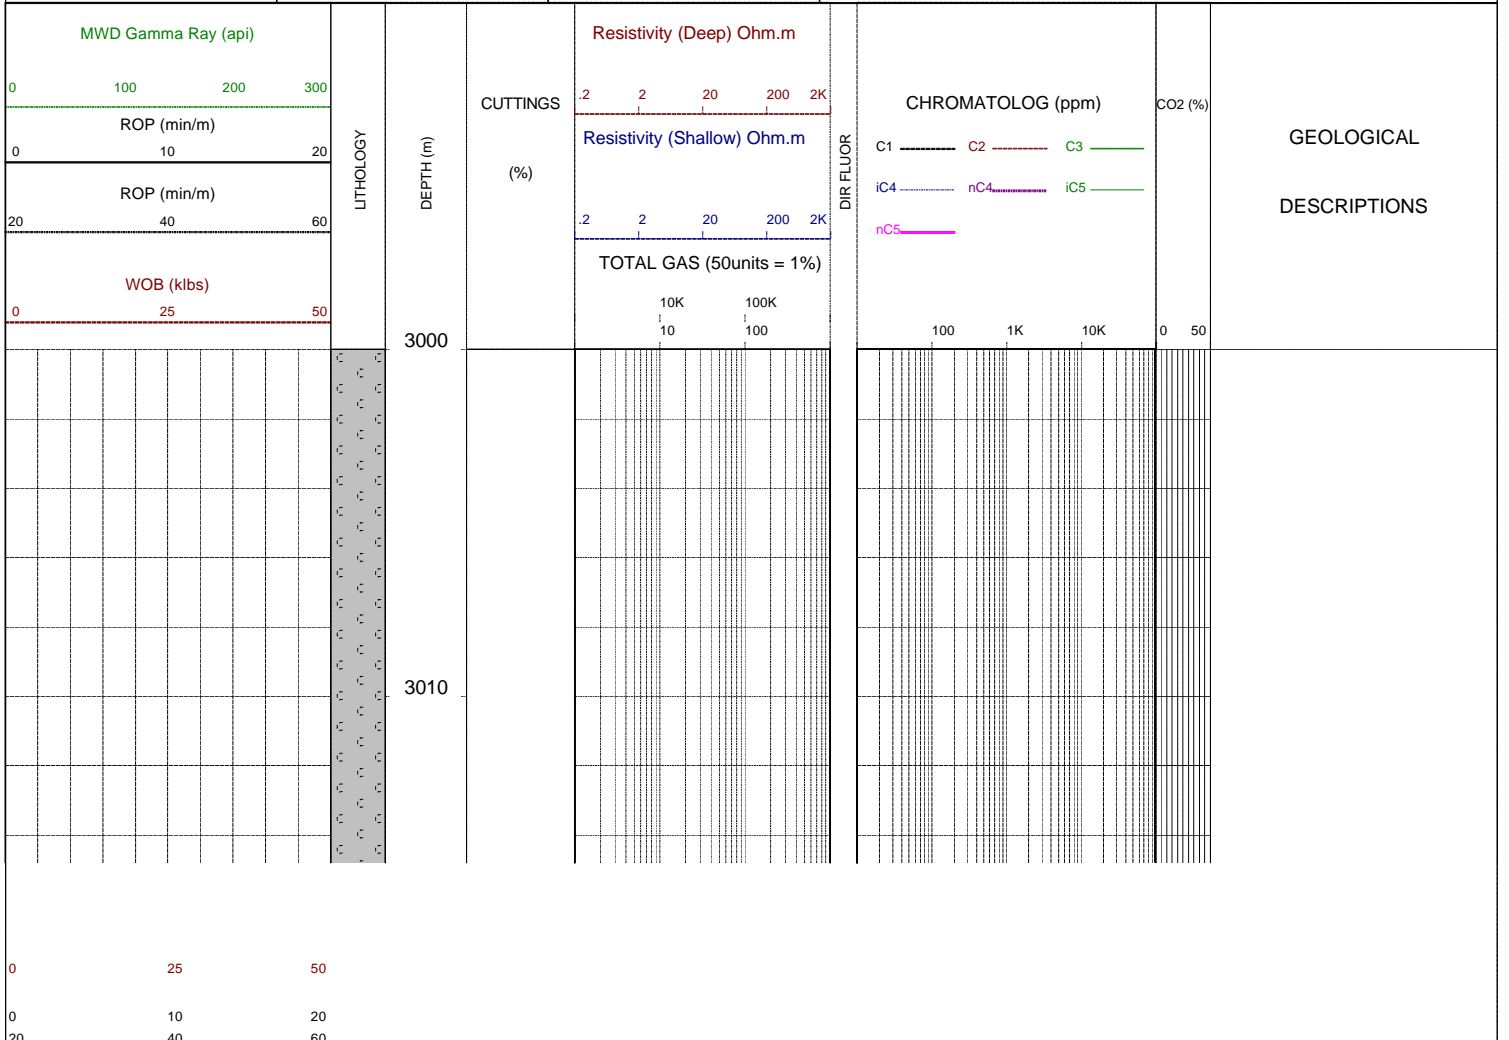 MWD Gamma Ray (api)
0 100 200 300
ROP (min/m)
0 10 20
ROP (min/m)
20 40 60
WOB (klbs)
0 25 50
LITHOLOGY
DEPTH (m)
CUTTINGS
(%)
Resistivity (Deep) Ohm.m
.2 2 20 200 2K
Resistivity (Shallow) Ohm.m
.2 2 20 200 2K
TOTAL GAS (50units = 1%)
10K 100K
10 100
DIR FLUOR
CHROMATOLOG (ppm)
C1 C2 C3
iC4 nC4 iC5
nC5
100 1K 10K
CO2 (%)
0 50
GEOLOGICAL
DESCRIPTIONS
3000
3010
0 25 50
0 10 20
20 40 60